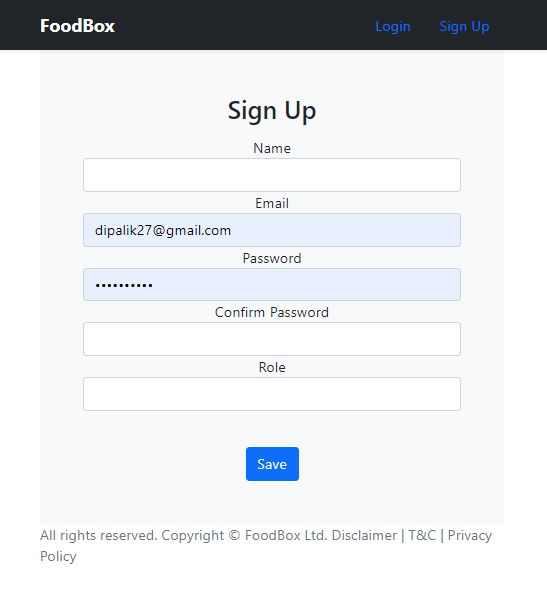 FoodBox Login Sign Up
Sign Up
Name
Email
dipalik27@gmail.com
Password
••••••••••
Confirm Password
Role
Save
All rights reserved. Copyright © FoodBox Ltd. Disclaimer | T&C | Privacy
Policy